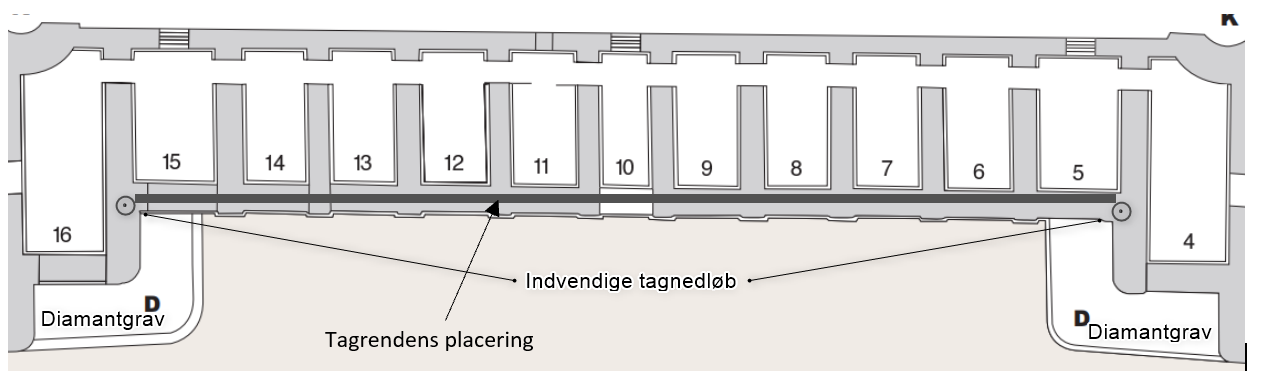 K
15
14
13
12
11
10
9
8
7
6
5
16
4
Indvendige tagnedløb
D
Diamantgrav
D
Diamantgrav
Tagrendens placering